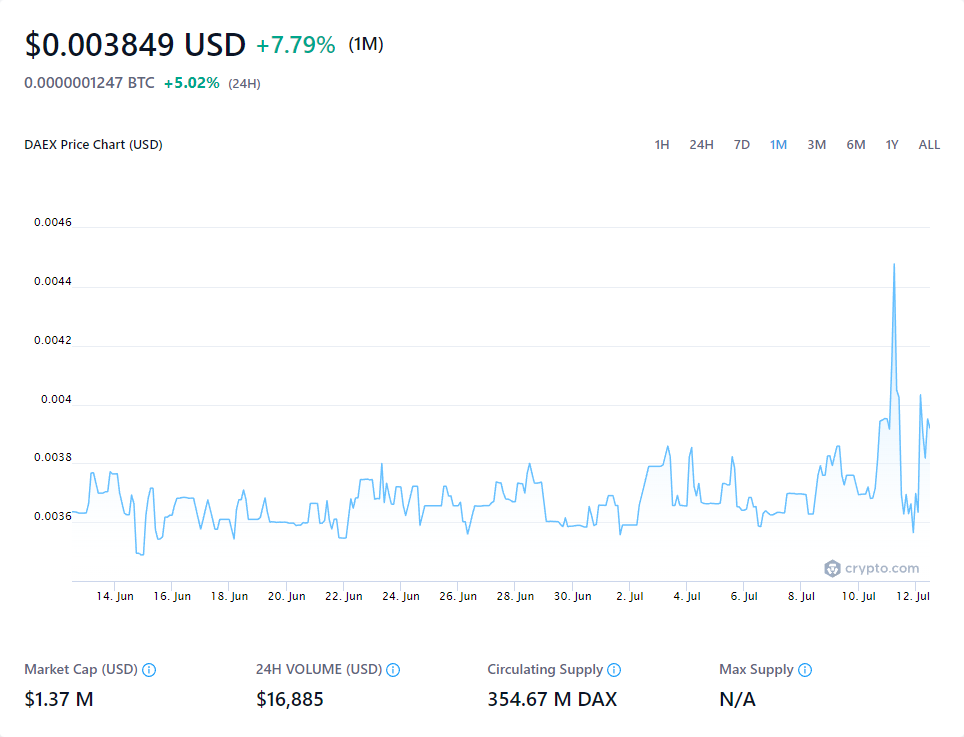 $0.003849 USD +7.79% (1M)
0.0000001247 BTC +5.02% (24H)
DAEX Price Chart (USD) 1H 24H 7D 1M 3M 6M 1Y ALL
0.0046
0.0044
0.0042
0.004
0.0038
0.0036
crypto.com
14. Jun 16. Jun 18. Jun 20. Jun 22. Jun 24. Jun 26. Jun 28. Jun 30. Jun 2. Jul 4. Jul 6. Jul 8. Jul 10. Jul 12. Jul
Market Cap (USD) 24H VOLUME (USD) Circulating Supply Max Supply
$1.37 M $16,885 354.67 M DAX N/A